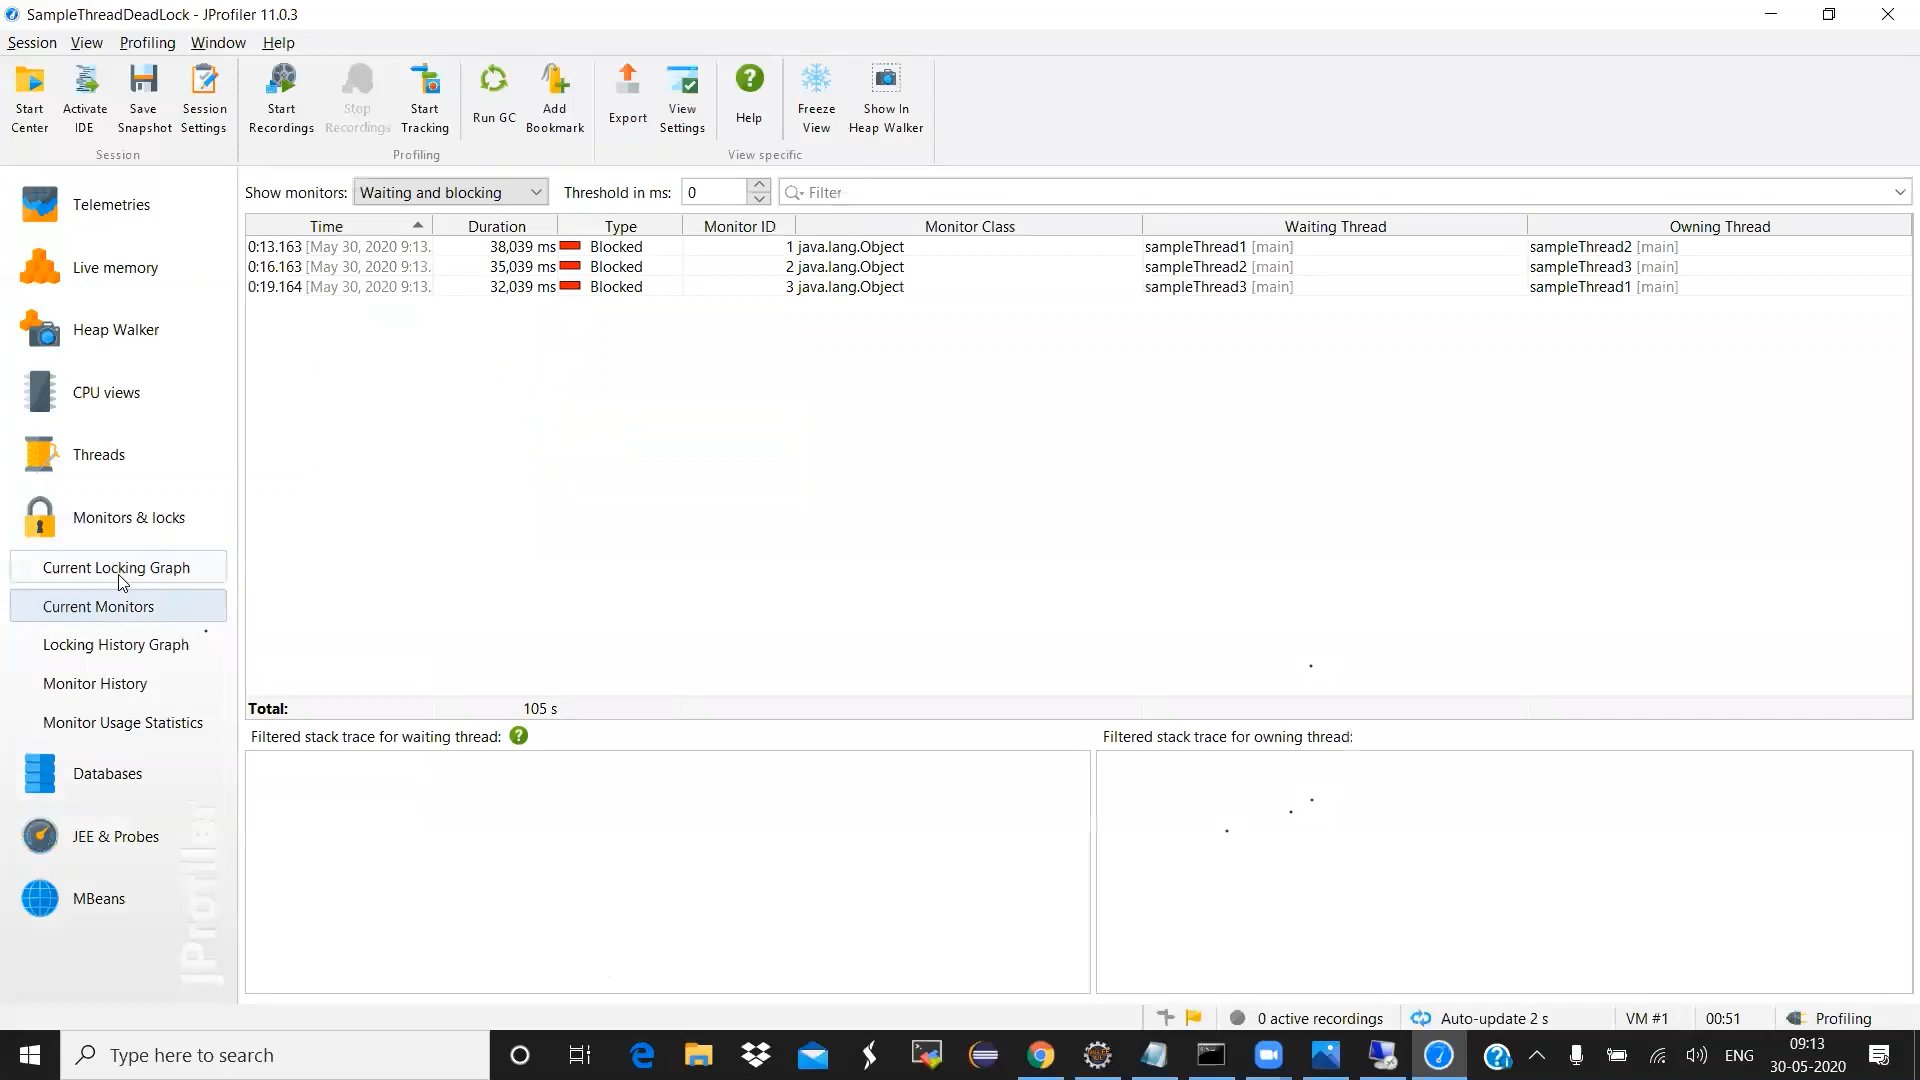 SampleThreadDeadLock - JProfiler 11.0.3
Session View Profiling Window Help
Start Center
Activate IDE
Save Snapshot
Session Settings
Start Recordings
Stop Recordings
Start Tracking
Run GC
Add Bookmark
Export
View Settings
Help
Freeze View
Show In Heap Walker
Session
Profiling
View specific
Telemetries
Live memory
Heap Walker
CPU views
Threads
Monitors & locks
Current Locking Graph
Current Monitors
Locking History Graph
Monitor History
Monitor Usage Statistics
Databases
JEE & Probes
MBeans
JProfiler
Show monitors: Waiting and blocking Threshold in ms: 0 Filter
Time Duration Type Monitor ID Monitor Class Waiting Thread Owning Thread
0:13.163 [May 30, 2020 9:13. 38,039 ms Blocked 1 java.lang.Object sampleThread1 [main] sampleThread2 [main]
0:16.163 [May 30, 2020 9:13. 35,039 ms Blocked 2 java.lang.Object sampleThread2 [main] sampleThread3 [main]
0:19.164 [May 30, 2020 9:13. 32,039 ms Blocked 3 java.lang.Object sampleThread3 [main] sampleThread1 [main]
Total: 105 s
Filtered stack trace for waiting thread: ?
Filtered stack trace for owning thread:
0 active recordings Auto-update 2 s VM #1 00:51 Profiling
Type here to search
ENG
09:13
30-05-2020